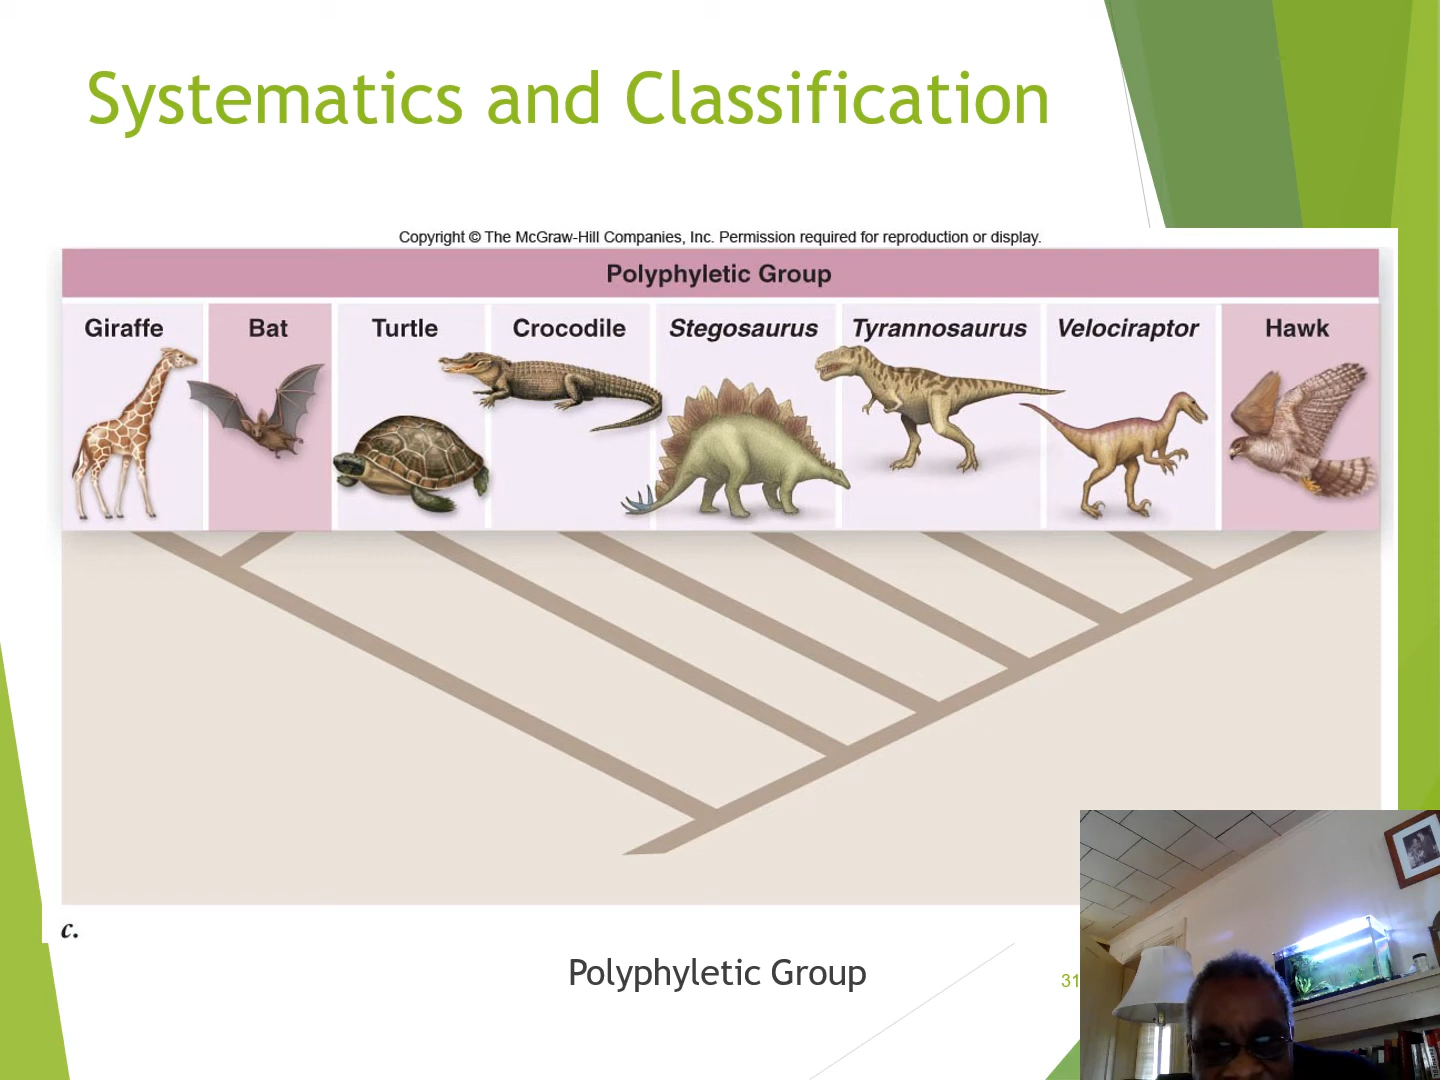 Systematics and Classification
Copyright © The McGraw-Hill Companies, Inc. Permission required for reproduction or display.
Polyphyletic Group
Giraffe Bat Turtle Crocodile Stegosaurus Tyrannosaurus Velociraptor Hawk
c.
Polyphyletic Group
31